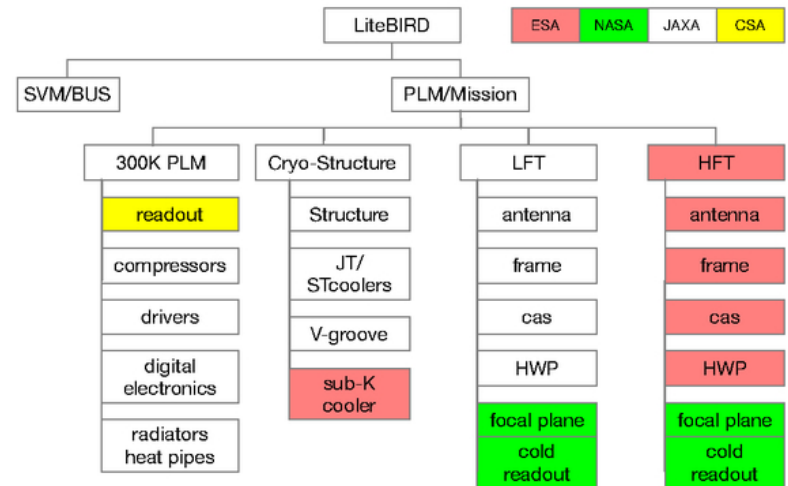 LiteBIRD
ESA NASA JAXA CSA
SVM/BUS
PLM/Mission
300K PLM
readout
compressors
drivers
digital
electronics
radiators
heat pipes
Cryo-Structure
Structure
JT/
STcoolers
V-groove
sub-K
cooler
LFT
antenna
frame
cas
HWP
focal plane
cold
readout
HFT
antenna
frame
cas
HWP
focal plane
cold
readout